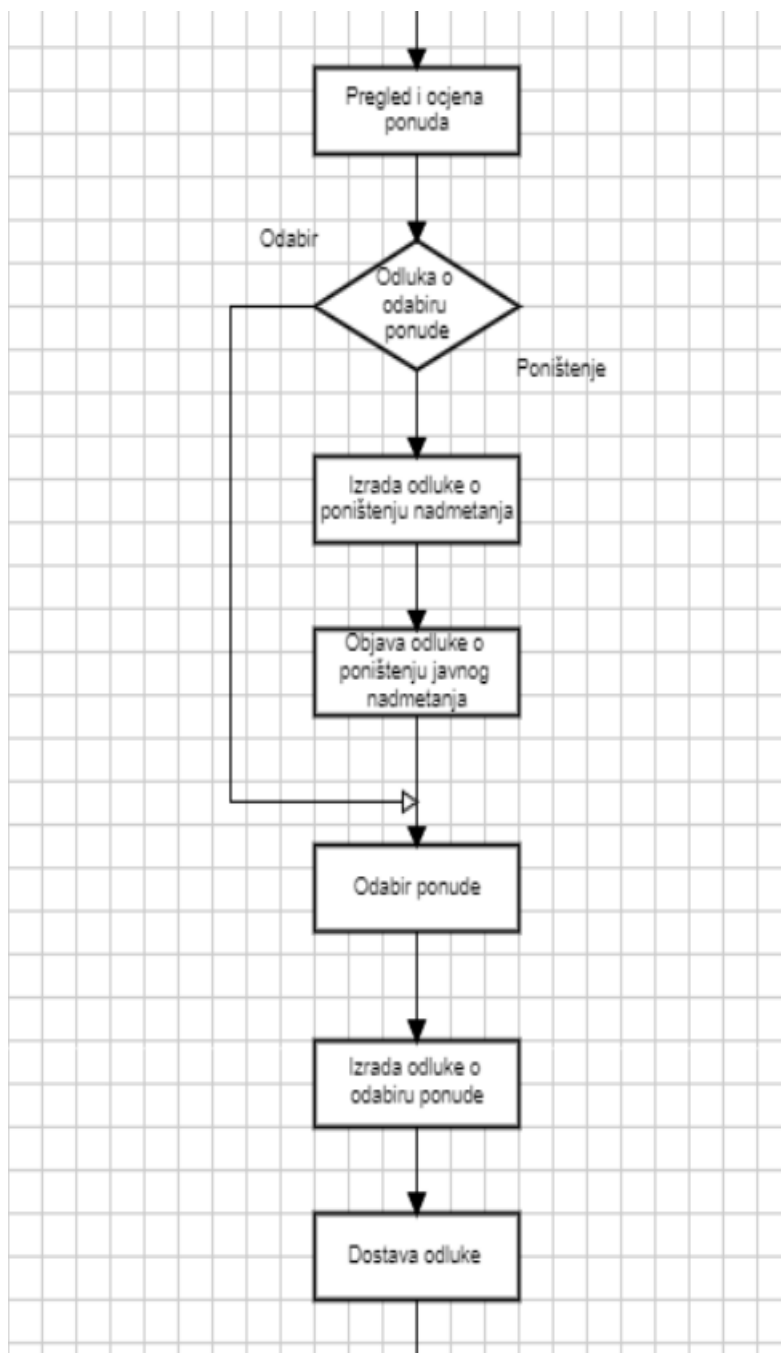 Pregled i ocjena
ponuda
Odabir
Odluka o
odabiru
ponude
Poništenje
Izrada odluke o
poništenju nadmetanja
Objava odluke o
poništenju javnog
nadmetanja
Odabir ponude
Izrada odluke o
odabiru ponude
Dostava odluke